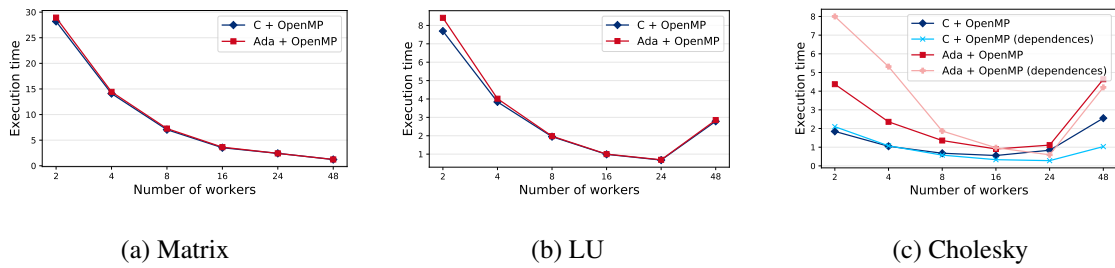 Execution time
30
25
20
15
10
5
0
2 4 8 16 24 48
Number of workers
C + OpenMP
Ada + OpenMP
(a) Matrix
Execution time
8
7
6
5
4
3
2
1
2 4 8 16 24 48
Number of workers
C + OpenMP
Ada + OpenMP
(b) LU
Execution time
8
7
6
5
4
3
2
1
0
2 4 8 16 24 48
Number of workers
C + OpenMP
C + OpenMP (dependences)
Ada + OpenMP
Ada + OpenMP (dependences)
(c) Cholesky